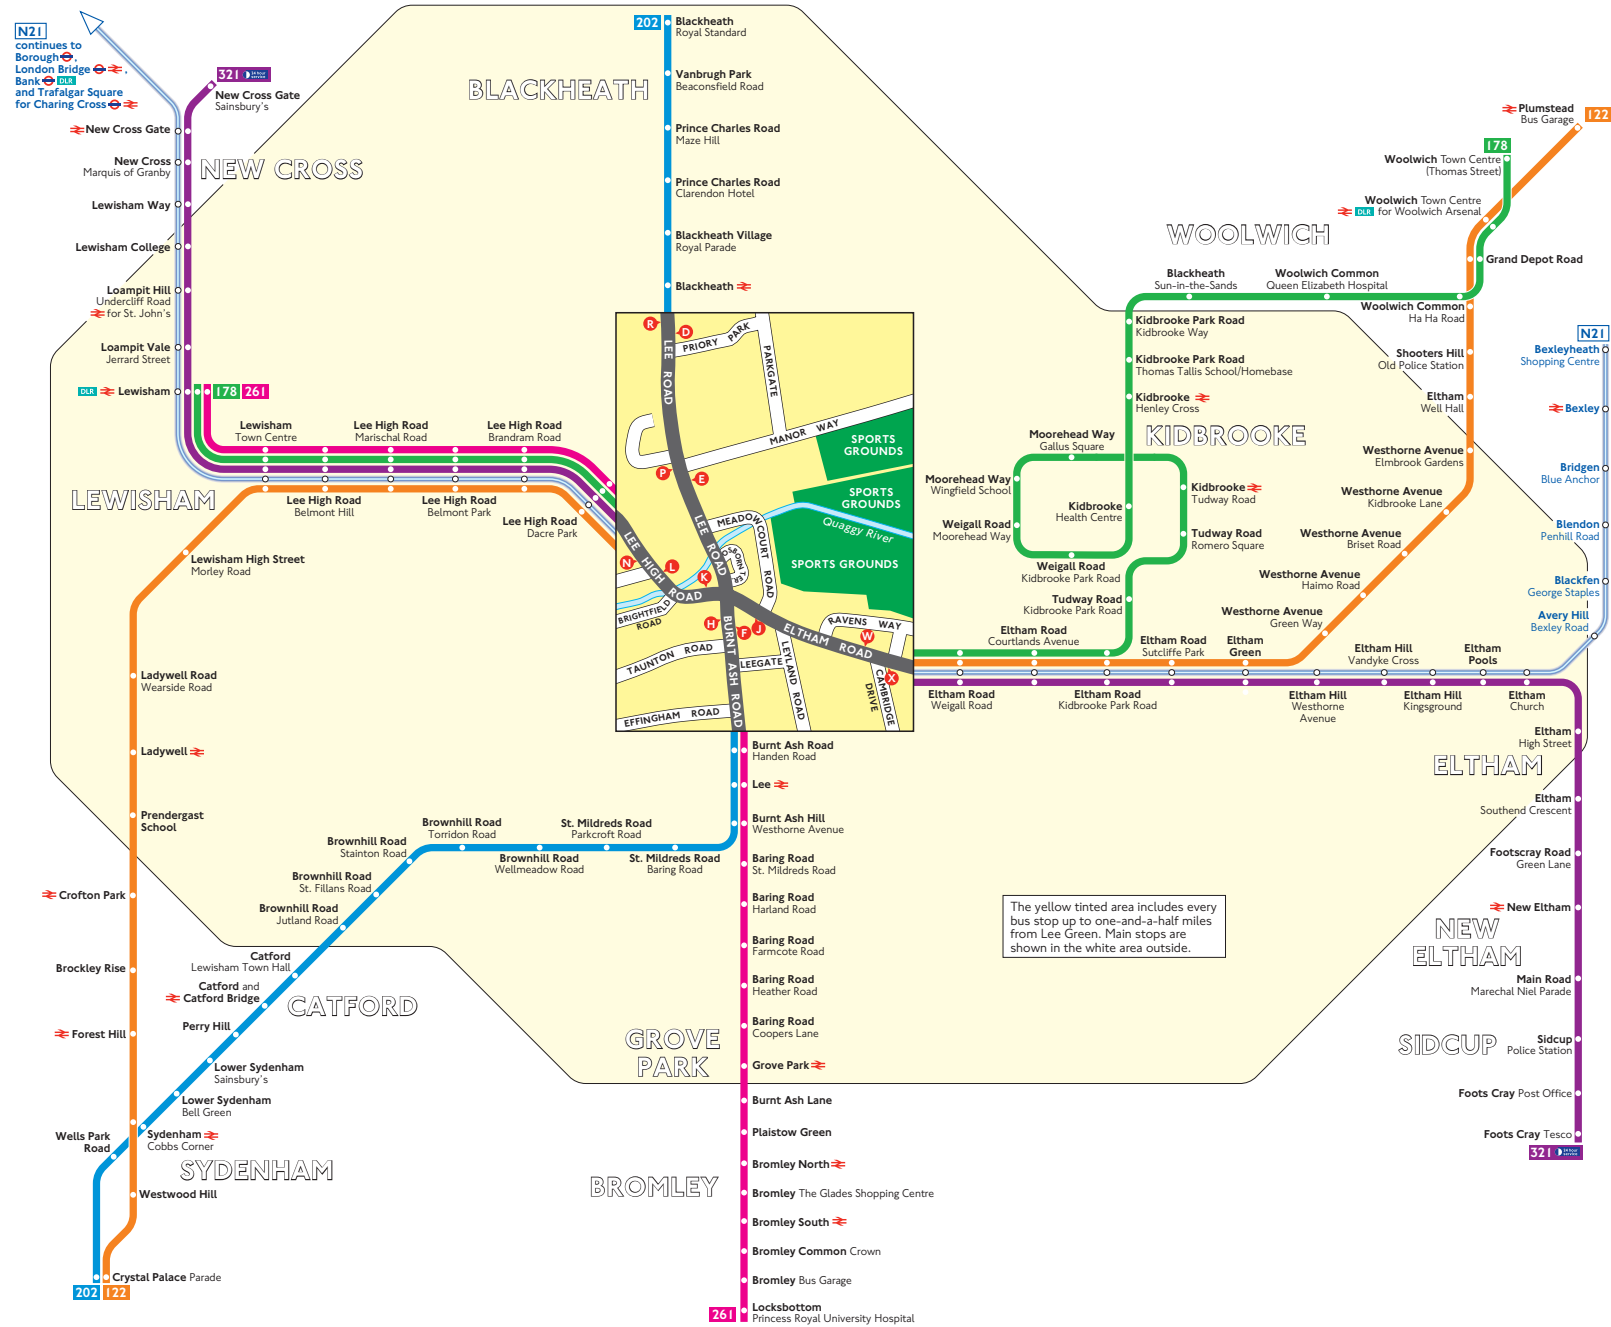 N21
continues to
Borough ,
London Bridge ,
Bank DLR
and Trafalgar Square
for Charing Cross
321 24 hour service
New Cross Gate
Sainsbury's
New Cross Gate
New Cross
Marquis of Granby
NEW CROSS
Lewisham Way
Lewisham College
Loampit Hill
Undercliff Road
for St. John's
Loampit Vale
Jerrard Street
DLR Lewisham
178 261
Lewisham
Town Centre
Lee High Road
Marischal Road
Lee High Road
Brandram Road
LEWISHAM
Lee High Road
Belmont Hill
Lee High Road
Belmont Park
Lee High Road
Dacre Park
Lewisham High Street
Morley Road
Ladywell Road
Wearside Road
Ladywell
Prendergast
School
Crofton Park
Brockley Rise
Forest Hill
202
Blackheath
Royal Standard
BLACKHEATH
Vanbrugh Park
Beaconsfield Road
Prince Charles Road
Maze Hill
Prince Charles Road
Clarendon Hotel
Blackheath Village
Royal Parade
Blackheath
R
D
LEE ROAD
PRIORY PARK
PARKGATE
MANOR WAY
SPORTS
GROUNDS
P
E
SPORTS
GROUNDS
Quaggy River
LEE ROAD
MEADOWCOURT ROAD
OSBORN TER
SPORTS GROUNDS
N
L
K
LEE HIGH ROAD
BRIGHTFIELD
ROAD
H
F
J
ELTHAM ROAD
RAVENS WAY
W
X
TAUNTON ROAD
BURNT ASH ROAD
LEEGATE
LEYLAND ROAD
CAMBRIDGE
DRIVE
EFFINGHAM ROAD
Plumstead
Bus Garage
122
178
Woolwich Town Centre
(Thomas Street)
Woolwich Town Centre
DLR for Woolwich Arsenal
WOOLWICH
Grand Depot Road
Blackheath
Sun-in-the-Sands
Woolwich Common
Queen Elizabeth Hospital
Woolwich Common
Ha Ha Road
Kidbrooke Park Road
Kidbrooke Way
Kidbrooke Park Road
Thomas Tallis School/Homebase
Kidbrooke
Henley Cross
KIDBROOKE
Shooters Hill
Old Police Station
Eltham
Well Hall
Westhorne Avenue
Elmbrook Gardens
Westhorne Avenue
Kidbrooke Lane
Westhorne Avenue
Briset Road
Westhorne Avenue
Haimo Road
Westhorne Avenue
Green Way
Moorehead Way
Gallus Square
Moorehead Way
Wingfield School
Weigall Road
Moorehead Way
Kidbrooke
Health Centre
Kidbrooke
Tudway Road
Tudway Road
Romero Square
Weigall Road
Kidbrooke Park Road
Tudway Road
Kidbrooke Park Road
Eltham Road
Courtlands Avenue
Eltham Road
Sutcliffe Park
Eltham
Green
Eltham Hill
Vandyke Cross
Eltham
Pools
Eltham Road
Weigall Road
Eltham Road
Kidbrooke Park Road
Eltham Hill
Westhorne
Avenue
Eltham Hill
Kingsground
Eltham
Church
N21
Bexleyheath
Shopping Centre
Bexley
Bridgen
Blue Anchor
Blendon
Penhill Road
Blackfen
George Staples
Avery Hill
Bexley Road
Eltham
High Street
ELTHAM
Eltham
Southend Crescent
Footscray Road
Green Lane
New Eltham
NEW
ELTHAM
Main Road
Marechal Niel Parade
SIDCUP
Sidcup
Police Station
Foots Cray Post Office
Foots Cray Tesco
321 24 hour service
Burnt Ash Road
Handen Road
Lee
Burnt Ash Hill
Westhorne Avenue
Baring Road
St. Mildreds Road
Baring Road
Harland Road
Baring Road
Farmcote Road
Baring Road
Heather Road
Baring Road
Coopers Lane
GROVE
PARK
Grove Park
Burnt Ash Lane
Plaistow Green
Bromley North
BROMLEY
Bromley The Glades Shopping Centre
Bromley South
Bromley Common Crown
Bromley Bus Garage
261
Locksbottom
Princess Royal University Hospital
St. Mildreds Road
Parkcroft Road
St. Mildreds Road
Baring Road
Brownhill Road
Torridon Road
Brownhill Road
Wellmeadow Road
Brownhill Road
Stainton Road
Brownhill Road
St. Fillans Road
Brownhill Road
Jutland Road
Catford
Lewisham Town Hall
Catford and
Catford Bridge
CATFORD
Perry Hill
Lower Sydenham
Sainsbury's
Lower Sydenham
Bell Green
Sydenham
Cobbs Corner
Wells Park
Road
SYDENHAM
Westwood Hill
Crystal Palace Parade
202 122
The yellow tinted area includes every
bus stop up to one-and-a-half miles
from Lee Green. Main stops are
shown in the white area outside.